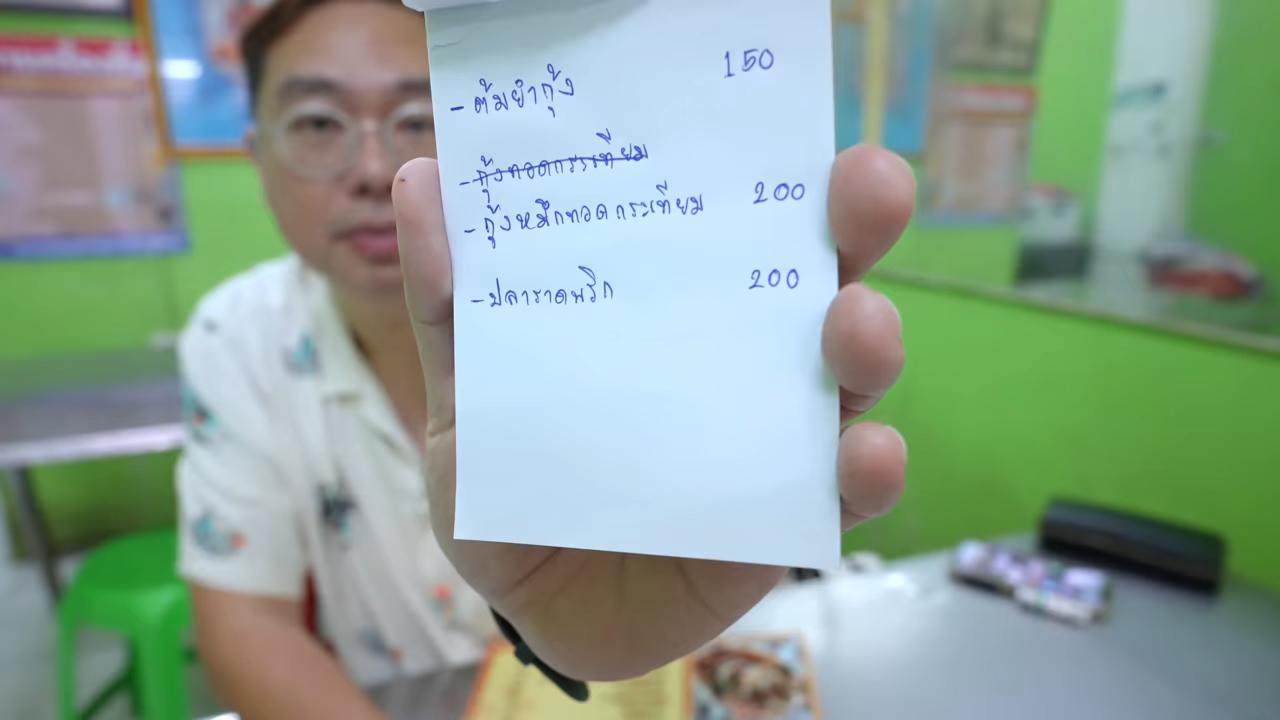 - ต้มยำกุ้ง 150
- กุ้งทอดกระเทียม
- กุ้งหมึกทอดกระเทียม 200
- ปลาราดพริก 200